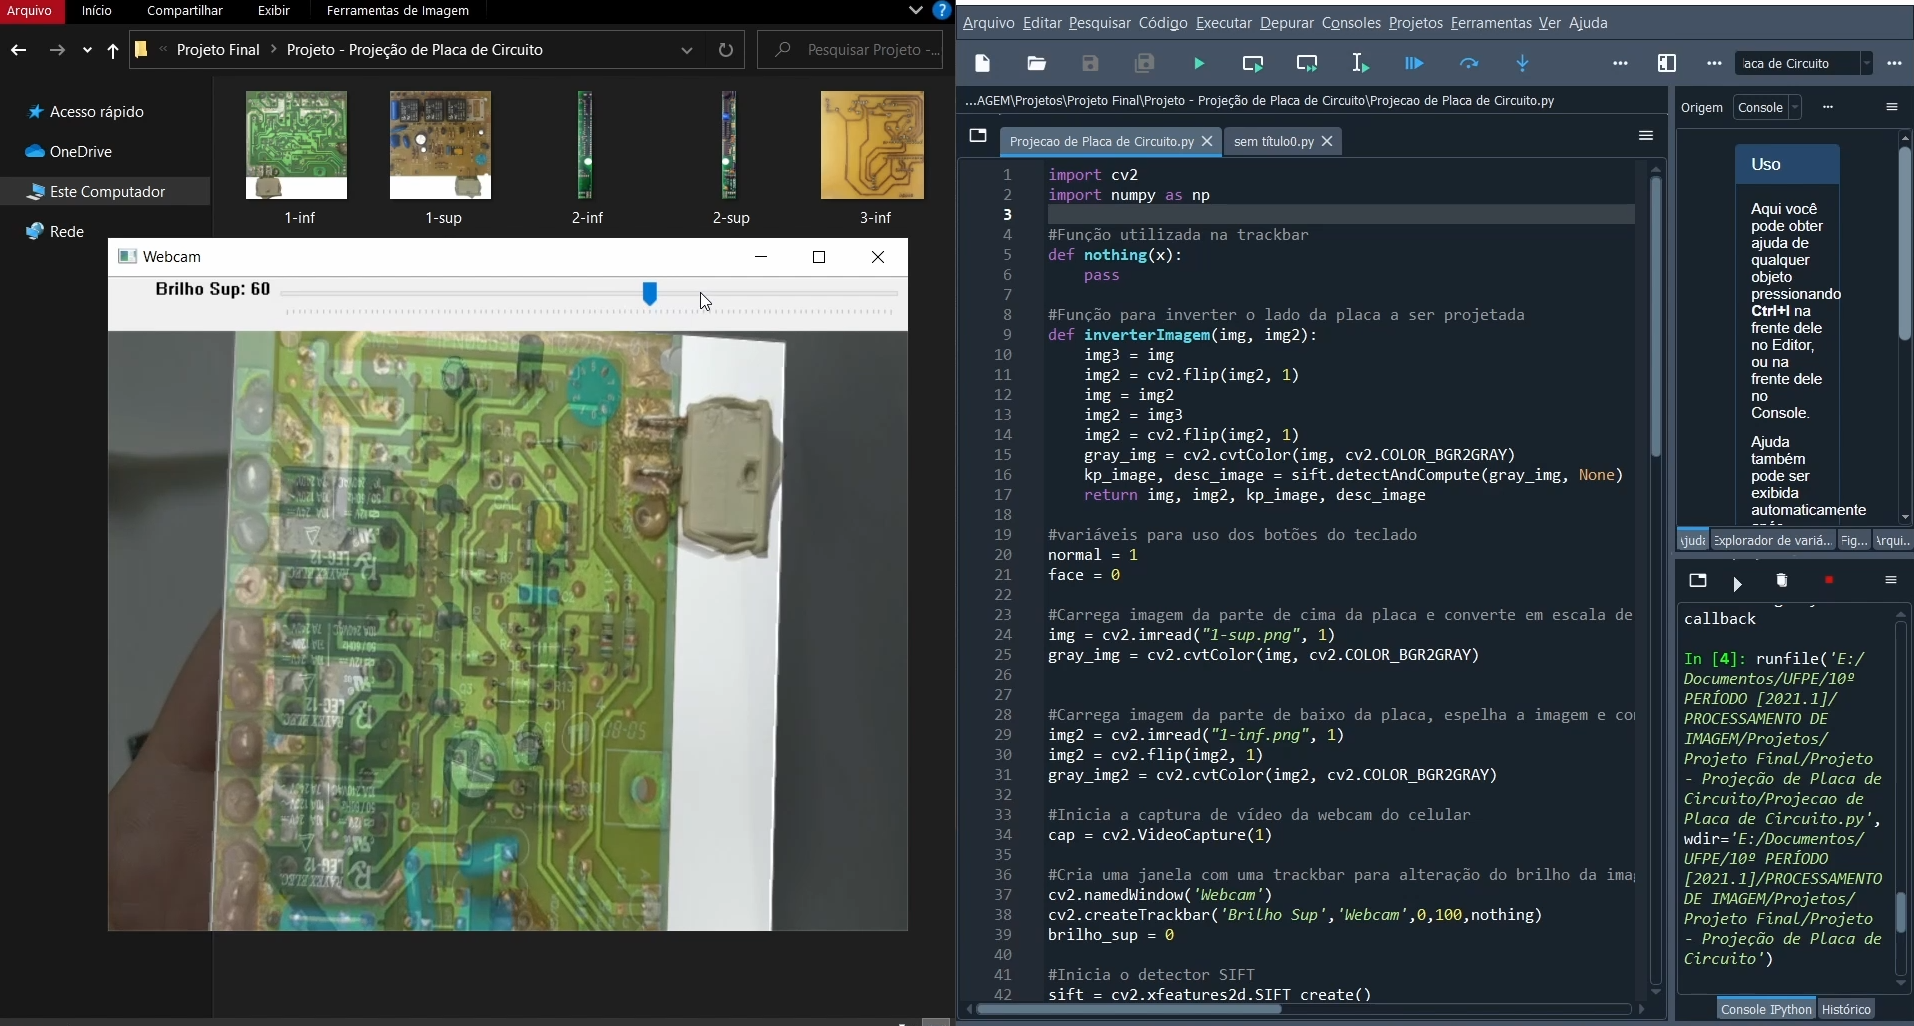 Arquivo Início Compartilhar Exibir Ferramentas de Imagem
Projeto Final Projeto - Projeção de Placa de Circuito
Pesquisar Projeto -...
Acesso rápido
OneDrive
Este Computador
Rede
1-inf 1-sup 2-inf 2-sup 3-inf
Webcam
Brilho Sup: 60
Arquivo Editar Pesquisar Código Executar Depurar Consoles Projetos Ferramentas Ver Ajuda
aca de Circuito
...AGEM\Projetos\Projeto Final\Projeto - Projeção de Placa de Circuito\Projecao de Placa de Circuito.py
Projecao de Placa de Circuito.py sem título0.py
1 import cv2
2 import numpy as np
3
4 #Função utilizada na trackbar
5 def nothing(x):
6 pass
7
8 #Função para inverter o lado da placa a ser projetada
9 def inverterImagem(img, img2):
10 img3 = img
11 img2 = cv2.flip(img2, 1)
12 img = img2
13 img2 = img3
14 img2 = cv2.flip(img2, 1)
15 gray_img = cv2.cvtColor(img, cv2.COLOR_BGR2GRAY)
16 kp_image, desc_image = sift.detectAndCompute(gray_img, None)
17 return img, img2, kp_image, desc_image
18
19 #variáveis para uso dos botões do teclado
20 normal = 1
21 face = 0
22
23 #Carrega imagem da parte de cima da placa e converte em escala de
24 img = cv2.imread("1-sup.png", 1)
25 gray_img = cv2.cvtColor(img, cv2.COLOR_BGR2GRAY)
26
27
28 #Carrega imagem da parte de baixo da placa, espelha a imagem e co
29 img2 = cv2.imread("1-inf.png", 1)
30 img2 = cv2.flip(img2, 1)
31 gray_img2 = cv2.cvtColor(img2, cv2.COLOR_BGR2GRAY)
32
33 #Inicia a captura de vídeo da webcam do celular
34 cap = cv2.VideoCapture(1)
35
36 #Cria uma janela com uma trackbar para alteração do brilho da ima
37 cv2.namedWindow('Webcam')
38 cv2.createTrackbar('Brilho Sup','Webcam',0,100,nothing)
39 brilho_sup = 0
40
41 #Inicia o detector SIFT
42 sift = cv2.xfeatures2d.SIFT_create()
Origem Console
Uso
Aqui você
pode obter
ajuda de
qualquer
objeto
pressionando
Ctrl+I na
frente dele
no Editor,
ou na
frente dele
no
Console.
Ajuda
também
pode ser
exibida
automaticamente
Ajuda Explorador de variá... Fig... Arqui..
callback
In [4]: runfile('E:/
Documentos/UFPE/10º
PERÍODO [2021.1]/
PROCESSAMENTO DE
IMAGEM/Projetos/
Projeto Final/Projeto
- Projeção de Placa de
Circuito/Projecao de
Placa de Circuito.py',
wdir='E:/Documentos/
UFPE/10º PERÍODO
[2021.1]/PROCESSAMENTO
DE IMAGEM/Projetos/
Projeto Final/Projeto
- Projeção de Placa de
Circuito')
Console IPython Histórico